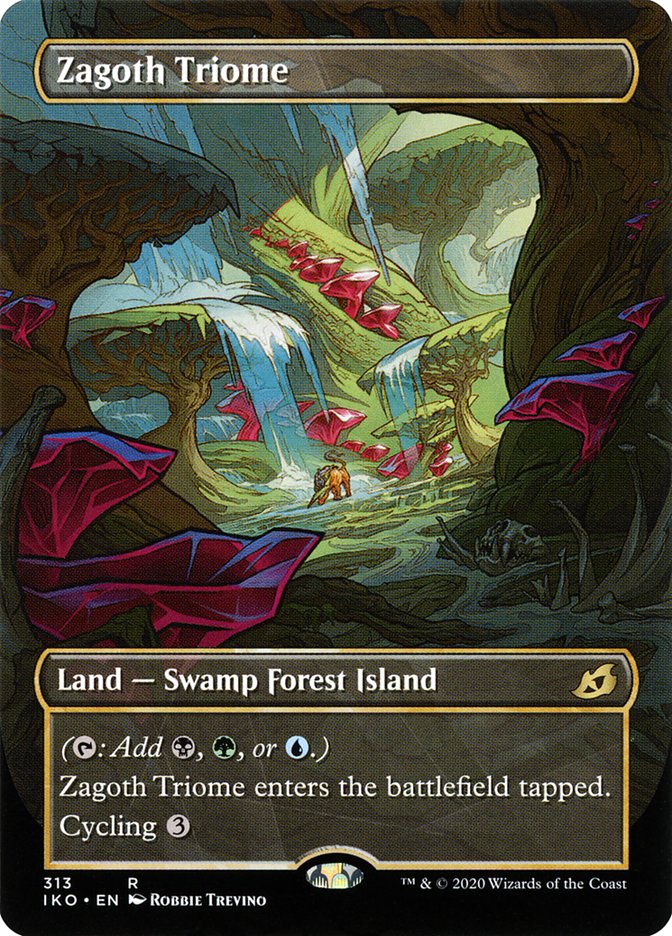 Zagoth Triome
Land — Swamp Forest Island
(: Add , , or .)
Zagoth Triome enters the battlefield tapped.
Cycling 3
313 R
IKO • EN Robbie Trevino
™ & © 2020 Wizards of the Coast